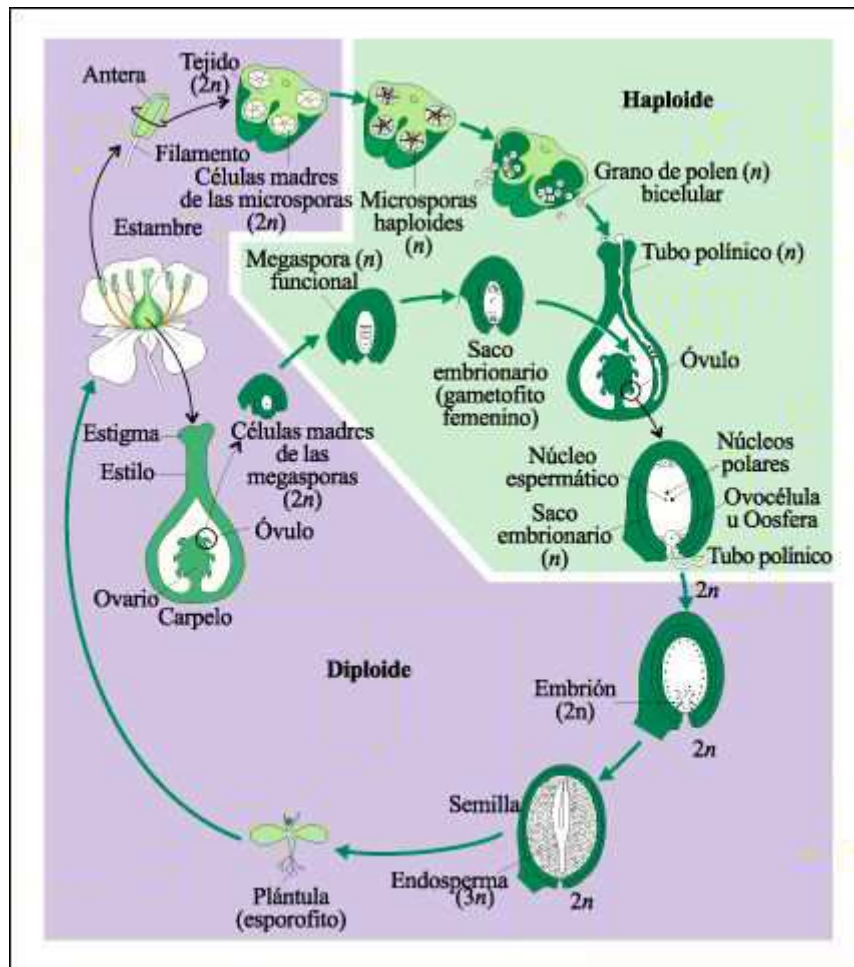 Antera
Tejido
(2n)
Haploide
Filamento
Células madres
de las microsporas
(2n)
Microsporas
haploides
(n)
Grano de polen (n)
bicelular
Estambre
Megaspora (n)
funcional
Tubo polínico (n)
Saco
embrionario
(gametofito
femenino)
Óvulo
Estigma
Estilo
Células madres
de las
megasporas
(2n)
Óvulo
Ovario
Carpelo
Núcleo
espermático
Núcleos
polares
Saco
embrionario
(n)
Ovocélula
u Oosfera
Tubo polínico
2n
Diploide
Embrión
(2n)
2n
Semilla
Endosperma
(3n)
2n
Plántula
(esporofito)